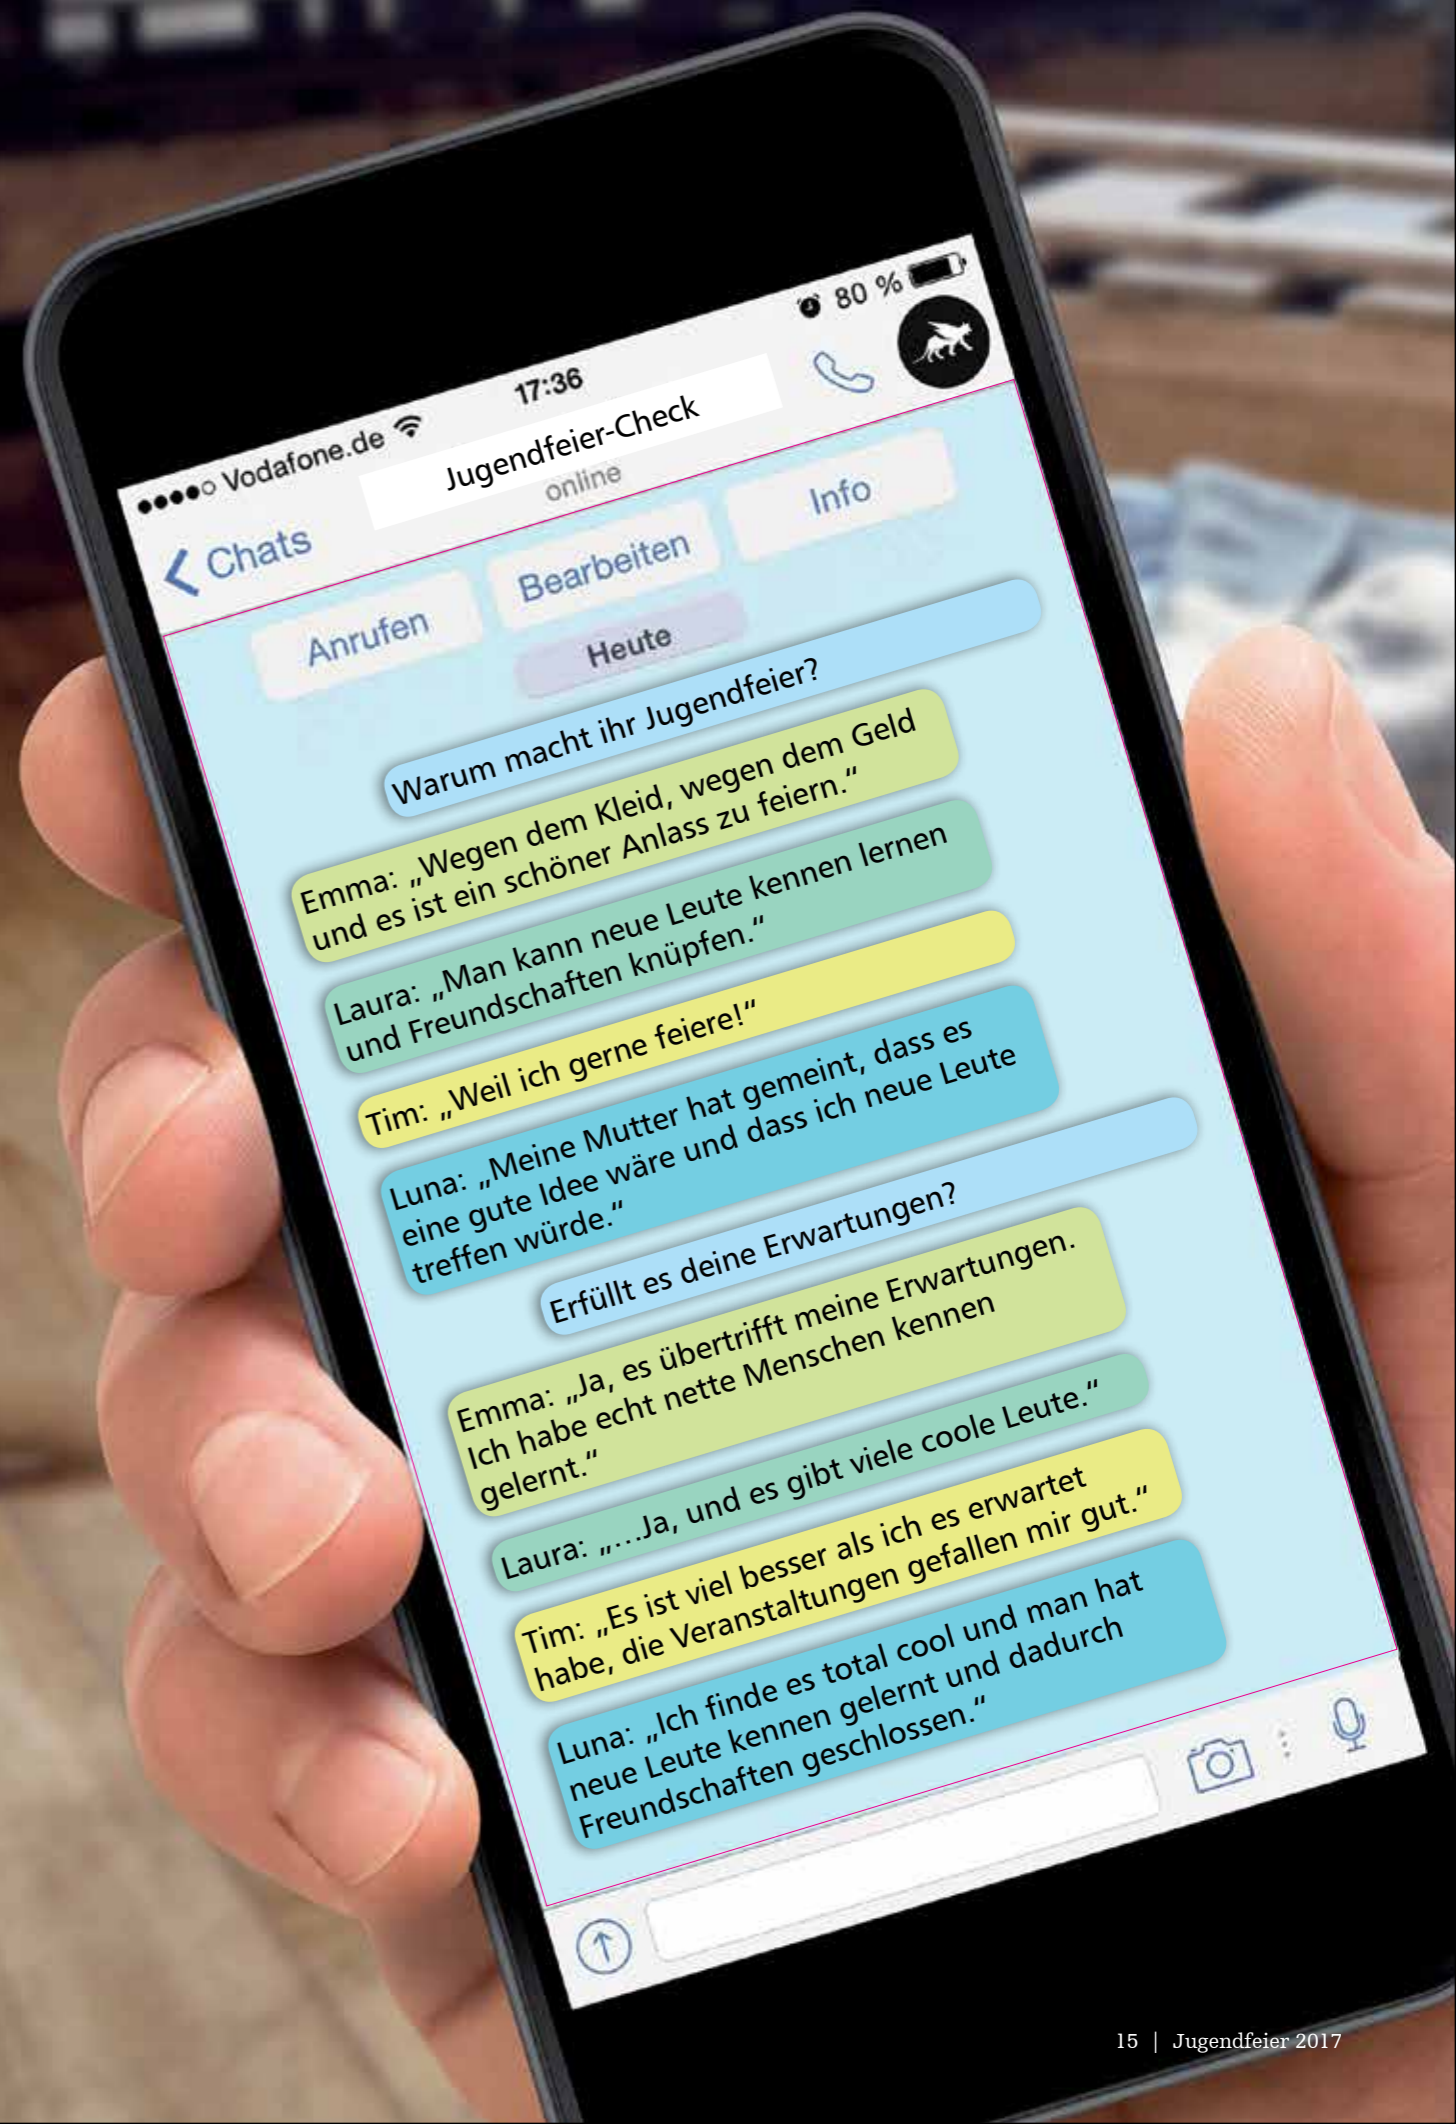 Vodafone.de 17:36 80 %
Chats
Jugendfeier-Check
online
Anrufen Bearbeiten Info
Heute
Warum macht ihr Jugendfeier?
Emma: „Wegen dem Kleid, wegen dem Geld
und es ist ein schöner Anlass zu feiern.“
Laura: „Man kann neue Leute kennen lernen
und Freundschaften knüpfen.“
Tim: „Weil ich gerne feiere!“
Luna: „Meine Mutter hat gemeint, dass es
eine gute Idee wäre und dass ich neue Leute
treffen würde.“
Erfüllt es deine Erwartungen?
Emma: „Ja, es übertrifft meine Erwartungen.
Ich habe echt nette Menschen kennen
gelernt.“
Laura: „…Ja, und es gibt viele coole Leute.“
Tim: „Es ist viel besser als ich es erwartet
habe, die Veranstaltungen gefallen mir gut.“
Luna: „Ich finde es total cool und man hat
neue Leute kennen gelernt und dadurch
Freundschaften geschlossen.“
15 | Jugendfeier 2017